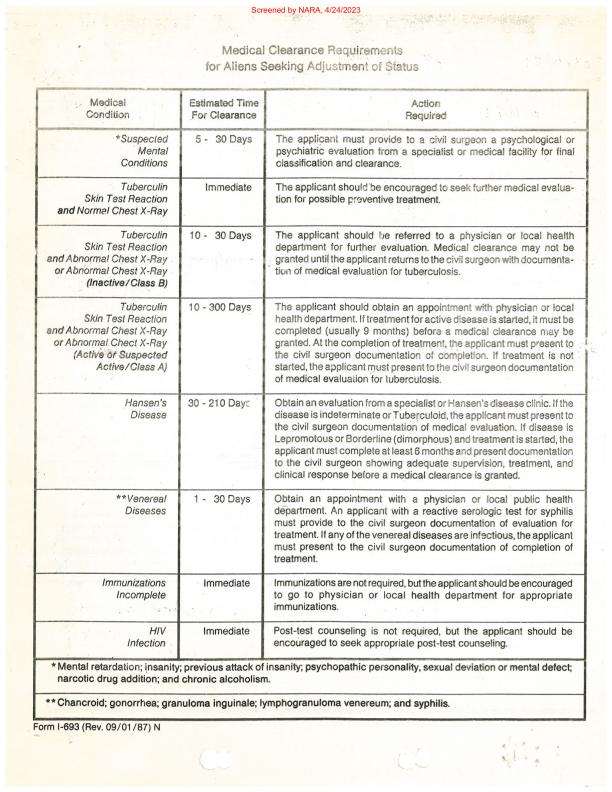 Screened by NARA, 4/24/2023
Medical Clearance Requirements
for Aliens Seeking Adjustment of Status
Medical
Condition
Estimated Time
For Clearance
Action
Required
*Suspected
Mental
Conditions
5 - 30 Days
The applicant must provide to a civil surgeon a psychological or
psychiatric evaluation from a specialist or medical facility for final
classification and clearance.
Tuberculin
Skin Test Reaction
and Normal Chest X-Ray
Immediate
The applicant should be encouraged to seek further medical evalua-
tion for possible preventive treatment.
Tuberculin
Skin Test Reaction
and Abnormal Chest X-Ray
or Abnormal Chest X-Ray
(Inactive/Class B)
10 - 30 Days
The applicant should be referred to a physician or local health
department for further evaluation. Medical clearance may not be
granted until the applicant returns to the civil surgeon with documenta-
tion of medical evaluation for tuberculosis.
Tuberculin
Skin Test Reaction
and Abnormal Chest X-Ray
or Abnormal Chect X-Ray
(Active or Suspected
Active/Class A)
10 - 300 Days
The applicant should obtain an appointment with physician or local
health department. If treatment for active disease is started, it must be
completed (usually 9 months) before a medical clearance may be
granted. At the completion of treatment, the applicant must present to
the civil surgeon documentation of completion. If treatment is not
started, the applicant must present to the civil surgeon documentation
of medical evaluation for tuberculosis.
Hansen's
Disease
30 - 210 Days
Obtain an evaluation from a specialist or Hansen's disease clinic. If the
disease is indeterminate or Tuberculoid, the applicant must present to
the civil surgeon documentation of medical evaluation. If disease is
Lepromotous or Borderline (dimorphous) and treatment is started, the
applicant must complete at least 6 months and present documentation
to the civil surgeon showing adequate supervision, treatment, and
clinical response before a medical clearance is granted.
**Venereal
Diseases
1 - 30 Days
Obtain an appointment with a physician or local public health
department. An applicant with a reactive serologic test for syphilis
must provide to the civil surgeon documentation of evaluation for
treatment. If any of the venereal diseases are infectious, the applicant
must present to the civil surgeon documentation of completion of
treatment.
Immunizations
Incomplete
Immediate
Immunizations are not required, but the applicant should be encouraged
to go to physician or local health department for appropriate
immunizations.
HIV
Infection
Immediate
Post-test counseling is not required, but the applicant should be
encouraged to seek appropriate post-test counseling.
* Mental retardation; insanity; previous attack of insanity; psychopathic personality, sexual deviation or mental defect;
narcotic drug addition; and chronic alcoholism.
** Chancroid; gonorrhea; granuloma inguinale; lymphogranuloma venereum; and syphilis.
Form I-693 (Rev. 09/01/87) N